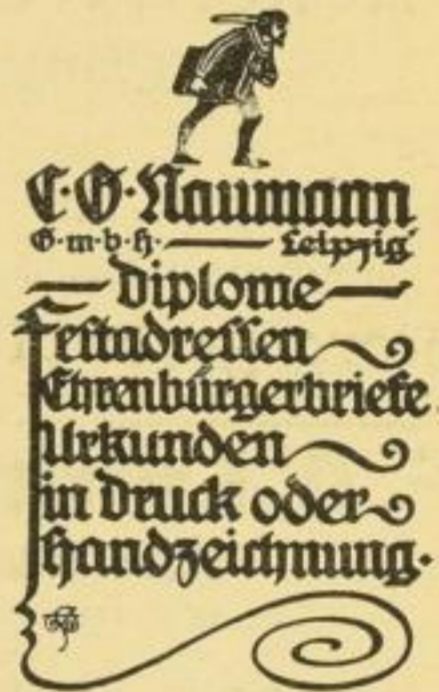 C·G·Naumann
G·m·b·H· Leipzig
Diplome
Festadressen
Ehrenbürgerbriefe
Urkunden
in Druck oder
Handzeichnung·